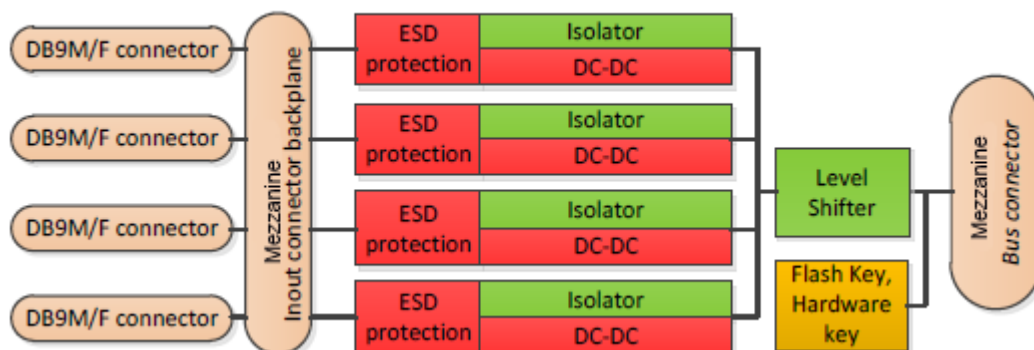 DB9M/F connector
DB9M/F connector
DB9M/F connector
DB9M/F connector
Mezzanine
Inout connector backplane
ESD
protection
Isolator
DC-DC
ESD
protection
Isolator
DC-DC
ESD
protection
Isolator
DC-DC
ESD
protection
Isolator
DC-DC
Level
Shifter
Flash Key,
Hardware
key
Mezzanine
Bus connector